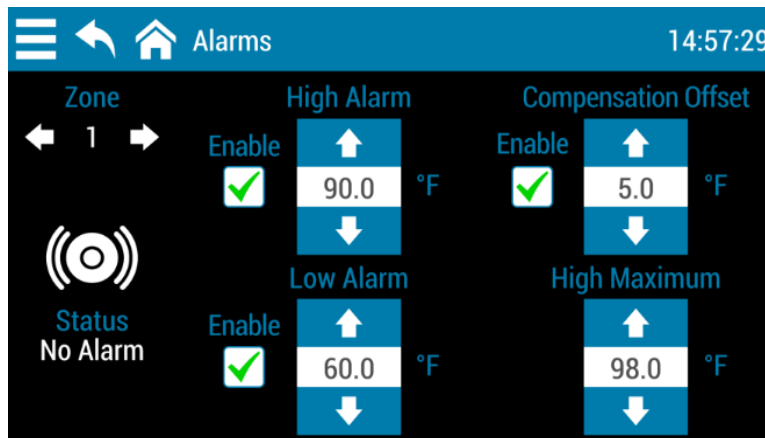 Alarms 14:57:29
Zone
1
High Alarm
Enable
90.0 °F
Compensation Offset
Enable
5.0 °F
Status
No Alarm
Low Alarm
Enable
60.0 °F
High Maximum
98.0 °F